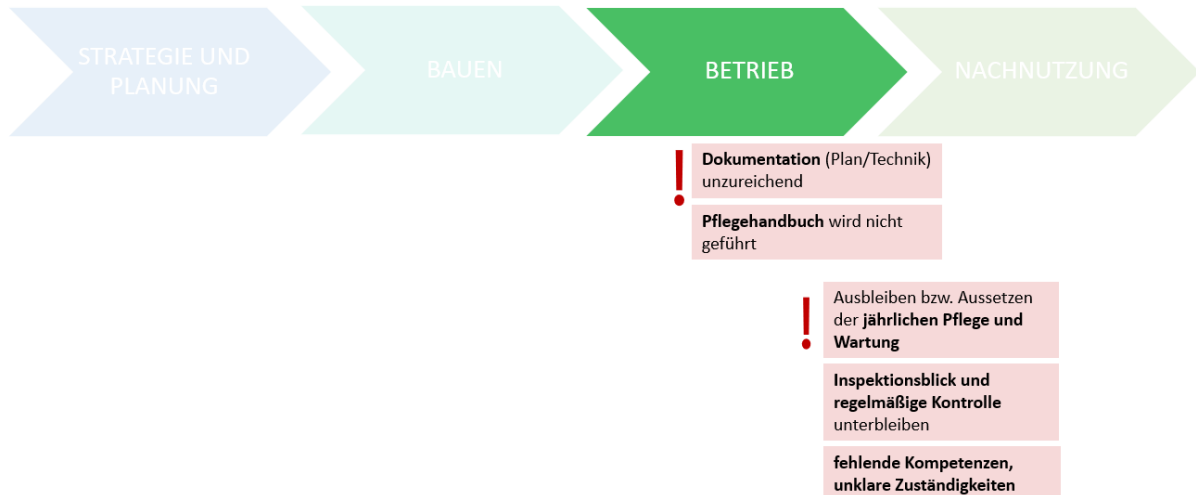 STRATEGIE UND
PLANUNG
BAUEN
BETRIEB
NACHNUTZUNG
! Dokumentation (Plan/Technik)
unzureichend
Pflegehandbuch wird nicht
geführt
! Ausbleiben bzw. Aussetzen
der jährlichen Pflege und
Wartung
Inspektionsblick und
regelmäßige Kontrolle
unterbleiben
fehlende Kompetenzen,
unklare Zuständigkeiten